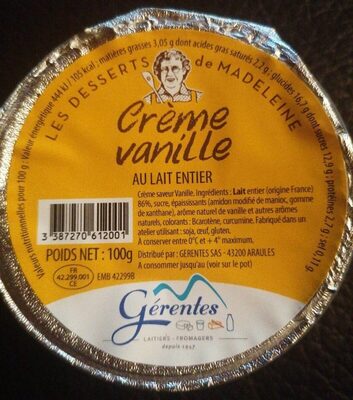 Valeurs nutritionnelles pour 100 g : Valeur énergétique 444 kJ / 105 kcal ; matières grasses 3,05 g dont acides gras saturés 2,2 g ; glucides 16,7 g dont sucres 12,9 g ; protéines 2,7 g, sel 0,11 g.
LES DESSERTS de MADELEINE
Crème
vanille
AU LAIT ENTIER
Crème saveur Vanille. Ingrédients : Lait entier (origine France)
86%, sucre, épaississants (amidon modifié de manioc, gomme
de xanthane), arôme naturel de vanille et autres arômes
naturels, colorants : Bcarotène, curcumine. Fabriqué dans un
atelier utilisant : soja, œuf, gluten.
A conserver entre 0°C et + 4° maximum.
3 387270 612001
POIDS NET : 100g
Distribué par : GERENTES SAS - 43200 ARAULES
A consommer jusqu'au (voir sur le pot)
FR
42.299.001
CE
EMB 42299B
Gérentes
LAITIERS - FROMAGERS
depuis 1947